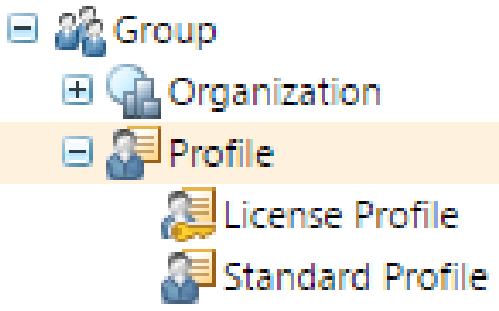 Group
Organization
Profile
License Profile
Standard Profile